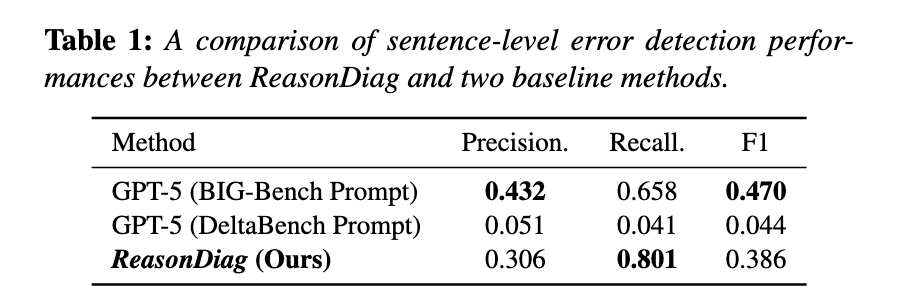 Table 1: A comparison of sentence-level error detection perfor-
mances between ReasonDiag and two baseline methods.
Method Precision. Recall. F1
GPT-5 (BIG-Bench Prompt) 0.432 0.658 0.470
GPT-5 (DeltaBench Prompt) 0.051 0.041 0.044
ReasonDiag (Ours) 0.306 0.801 0.386